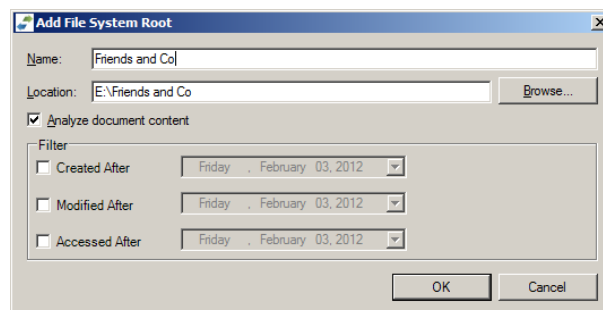 Add File System Root
Name: Friends and Co
Location: E:\Friends and Co Browse...
Analyze document content
Filter
Created After Friday , February 03, 2012
Modified After Friday , February 03, 2012
Accessed After Friday , February 03, 2012
OK Cancel